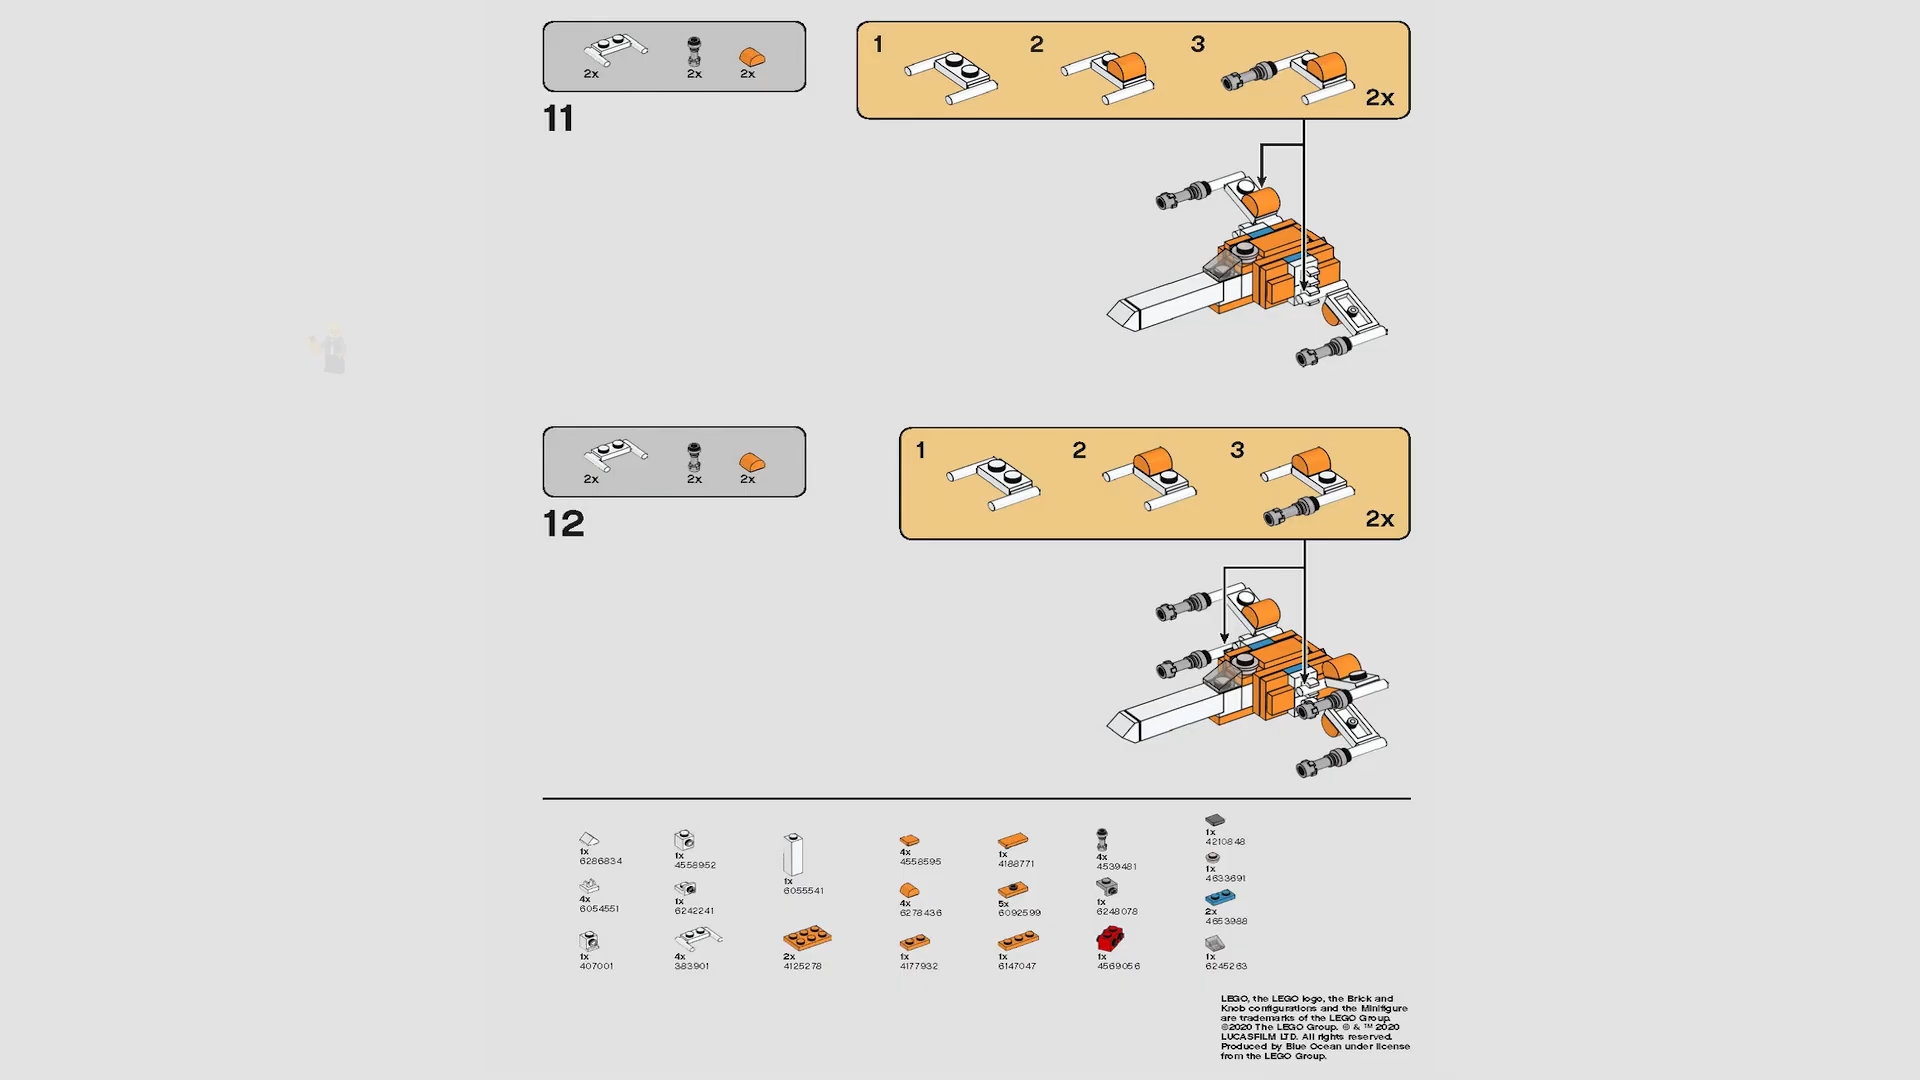 2x 2x 2x
11
1 2 3
2x
2x 2x 2x
12
1 2 3
2x
1x
6286834
1x
4558952
1x
6055541
4x
4558595
1x
4188771
4x
4539481
1x
4210848
1x
4633691
4x
6054551
1x
6242241
4x
6278436
5x
6092599
1x
6248078
2x
4653988
1x
407001
4x
383901
2x
4125278
1x
4177932
1x
6147047
1x
4569056
1x
6245263
LEGO, the LEGO logo, the Brick and
Knob configurations and the Minifigure
are trademarks of the LEGO Group.
©2020 The LEGO Group. © & ™ 2020
LUCASFILM LTD. All rights reserved.
Produced by Blue Ocean under license
from the LEGO Group.